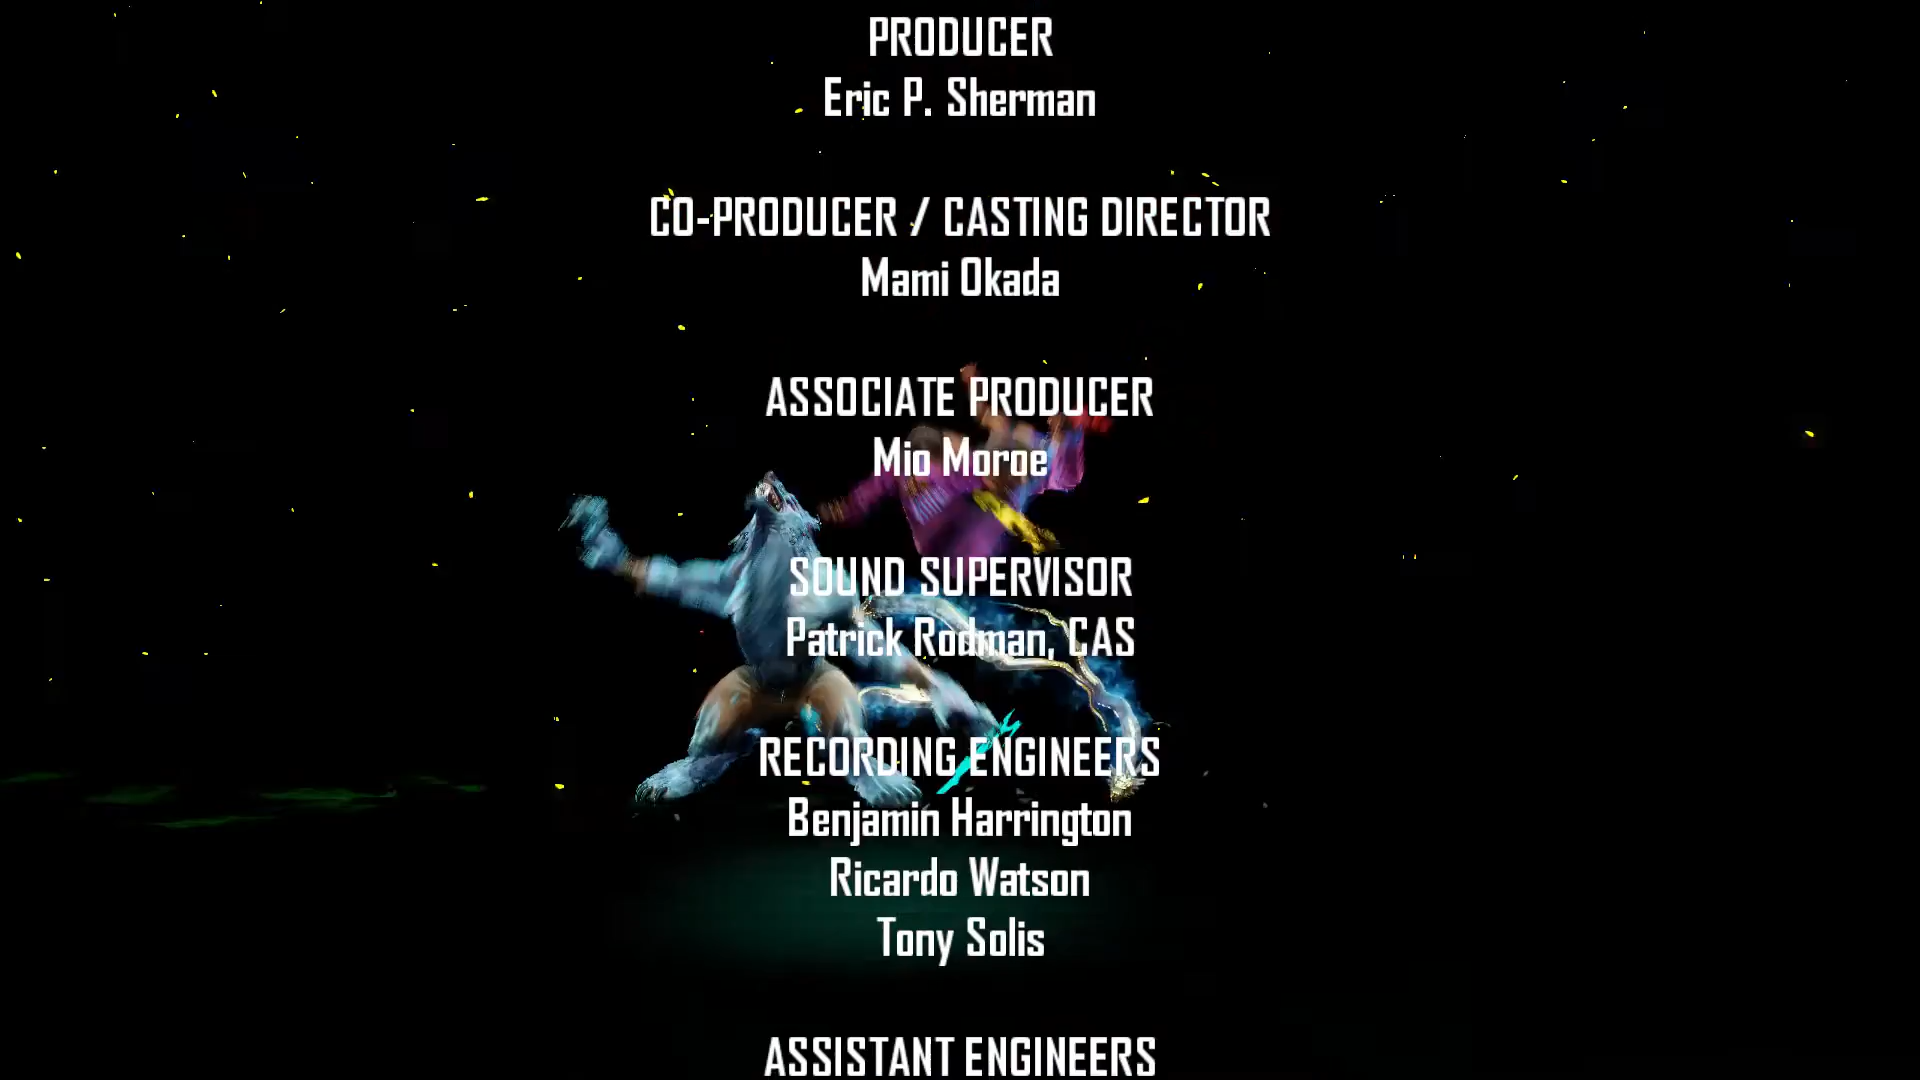 PRODUCER
Eric P. Sherman
CO-PRODUCER / CASTING DIRECTOR
Mami Okada
ASSOCIATE PRODUCER
Mio Moroe
SOUND SUPERVISOR
Patrick Rodman, CAS
RECORDING ENGINEERS
Benjamin Harrington
Ricardo Watson
Tony Solis
ASSISTANT ENGINEERS